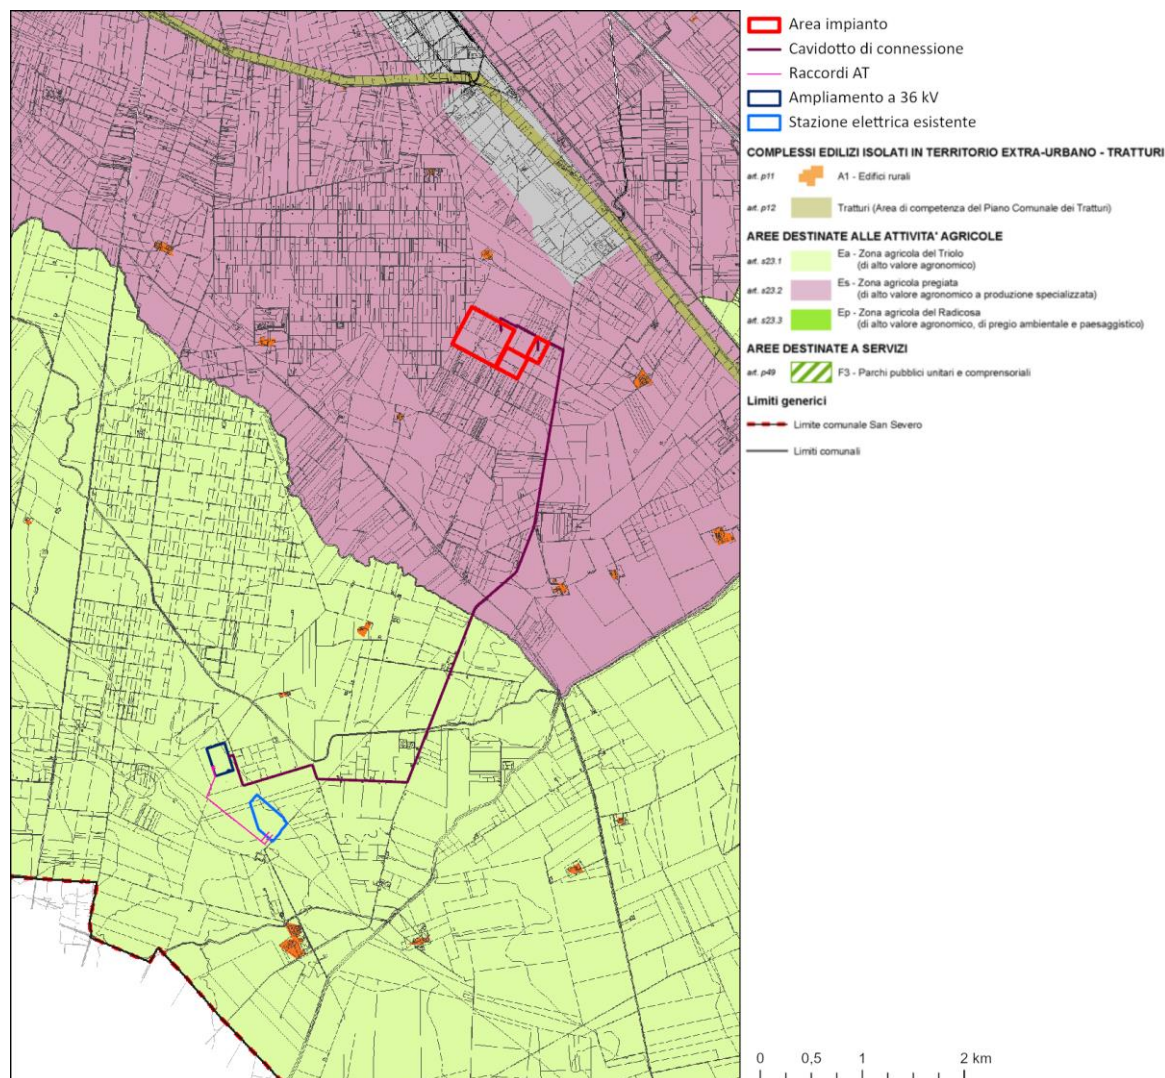 Area impianto
Cavidotto di connessione
Raccordi AT
Ampliamento a 36 kV
Stazione elettrica esistente
COMPLESSI EDILIZI ISOLATI IN TERRITORIO EXTRA-URBANO - TRATTURI
art. p11 A1 - Edifici rurali
art. p12 Tratturi (Area di competenza del Piano Comunale dei Tratturi)
AREE DESTINATE ALLE ATTIVITA' AGRICOLE
art. s23.1 Ea - Zona agricola del Triolo
(di alto valore agronomico)
art. s23.2 Es - Zona agricola pregiata
(di alto valore agronomico a produzione specializzata)
art. s23.3 Ep - Zona agricola del Radicosa
(di alto valore agronomico, di pregio ambientale e paesaggistico)
AREE DESTINATE A SERVIZI
art. p49 F3 - Parchi pubblici unitari e comprensoriali
Limiti generici
Limite comunale San Severo
Limiti comunali
0 0,5 1 2 km